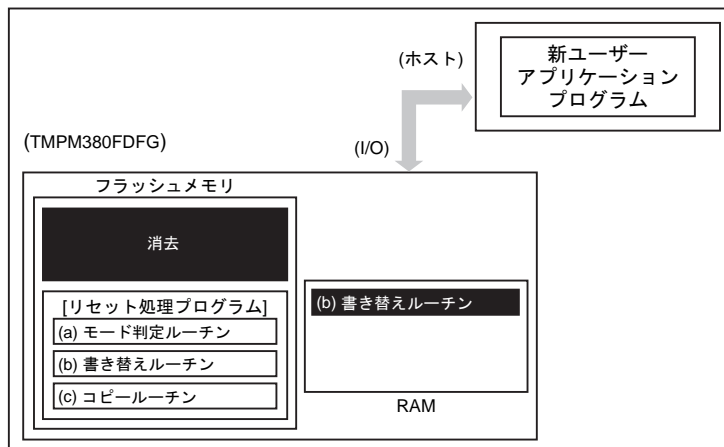 (ホスト)
新ユーザー
アプリケーション
プログラム
(TMPM380FDFG)
(I/O)
フラッシュメモリ
消去
[リセット処理プログラム]
(a) モード判定ルーチン
(b) 書き替えルーチン
(c) コピールーチン
(b) 書き替えルーチン
RAM